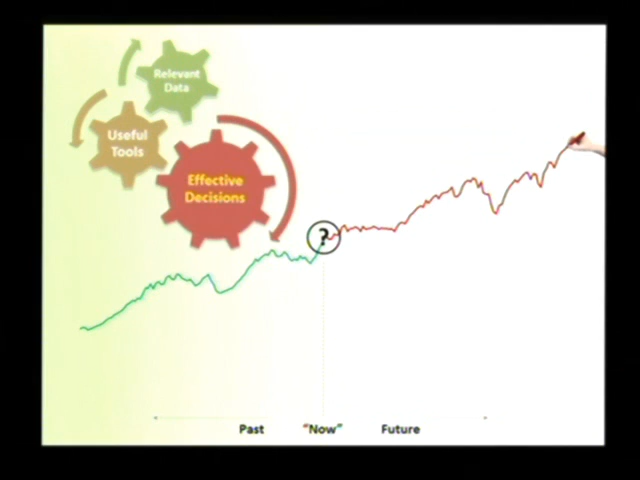 Relevant
Data
Useful
Tools
Effective
Decisions
?
Past "Now" Future